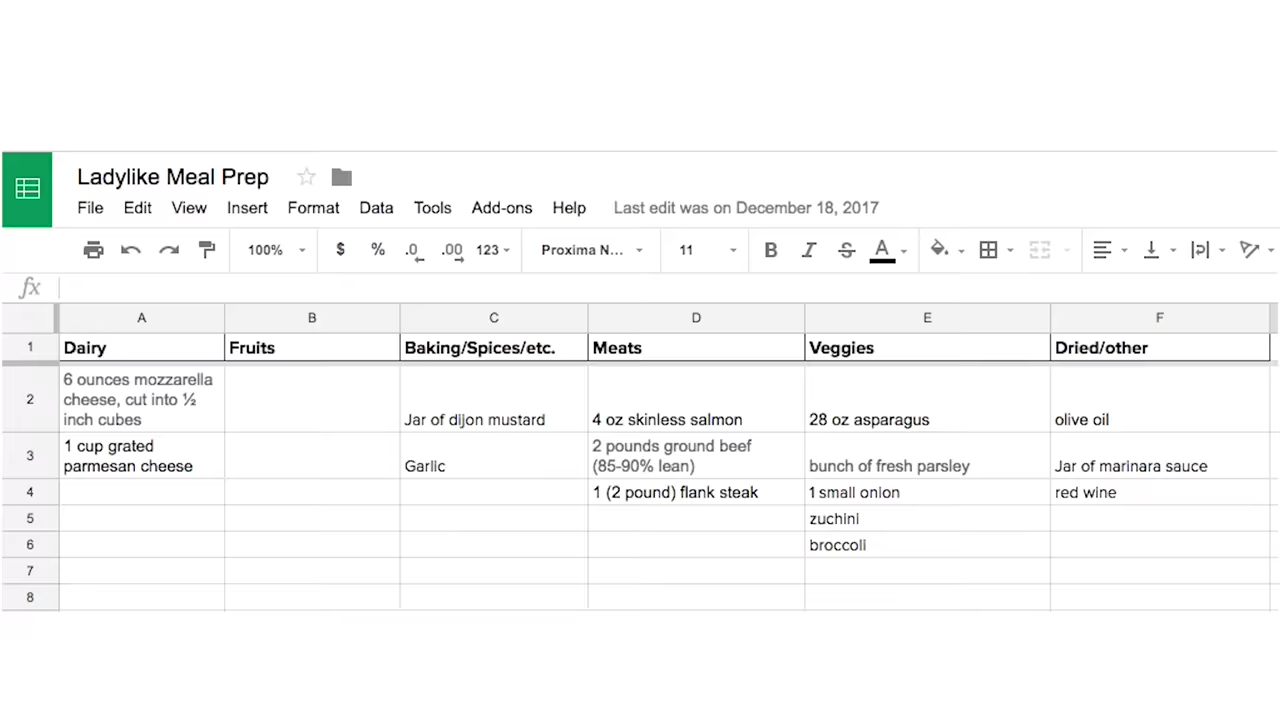 Ladylike Meal Prep
File Edit View Insert Format Data Tools Add-ons Help Last edit was on December 18, 2017
100% $ % .0 .00 123 Proxima N... 11 B I S A
fx
A B C D E F
1 Dairy Fruits Baking/Spices/etc. Meats Veggies Dried/other
6 ounces mozzarella
cheese, cut into ½
inch cubes
2 Jar of dijon mustard 4 oz skinless salmon 28 oz asparagus olive oil
1 cup grated
parmesan cheese
3 Garlic
2 pounds ground beef
(85-90% lean)
bunch of fresh parsley Jar of marinara sauce
4 1 (2 pound) flank steak 1 small onion red wine
5 zuchini
6 broccoli
7
8